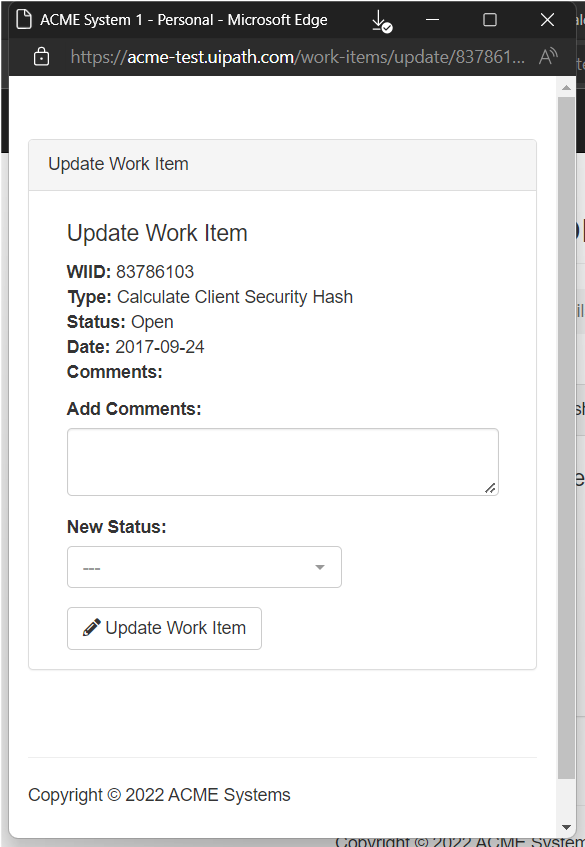 ACME System 1 - Personal - Microsoft Edge
https://acme-test.uipath.com/work-items/update/837861...
Update Work Item
Update Work Item
WIID: 83786103
Type: Calculate Client Security Hash
Status: Open
Date: 2017-09-24
Comments:
Add Comments:
New Status:
---
Update Work Item
Copyright © 2022 ACME Systems
Copyright © 2022 ACME System